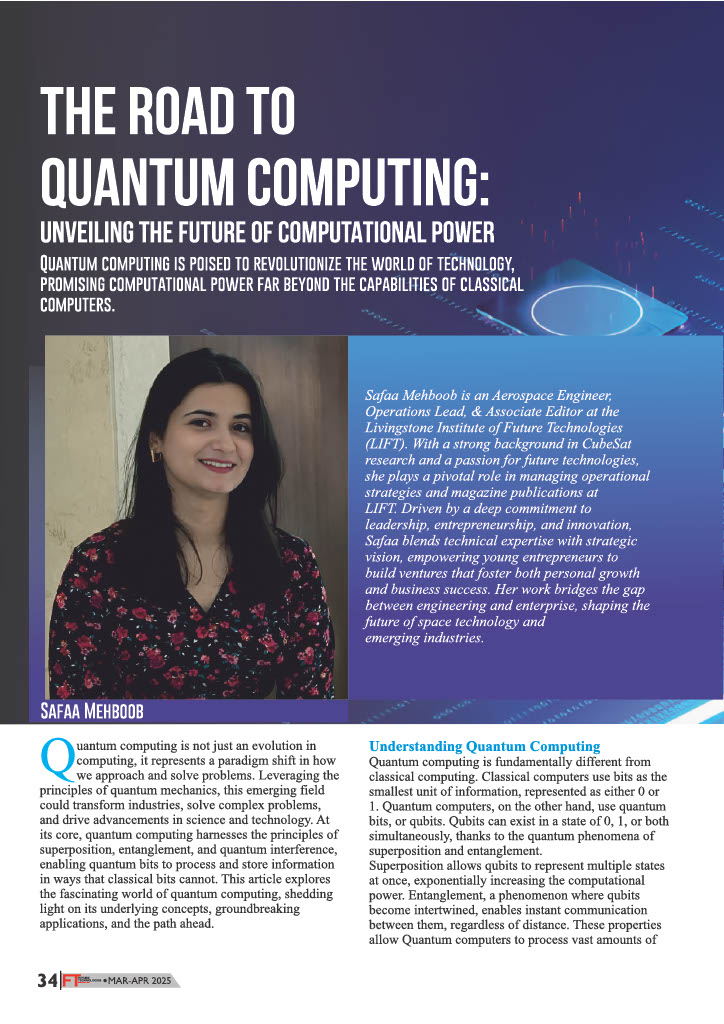 THE ROAD TO
QUANTUM COMPUTING:
UNVEILING THE FUTURE OF COMPUTATIONAL POWER
QUANTUM COMPUTING IS POISED TO REVOLUTIONIZE THE WORLD OF TECHNOLOGY,
PROMISING COMPUTATIONAL POWER FAR BEYOND THE CAPABILITIES OF CLASSICAL
COMPUTERS.
Safaa Mehboob is an Aerospace Engineer,
Operations Lead, & Associate Editor at the
Livingstone Institute of Future Technologies
(LIFT). With a strong background in CubeSat
research and a passion for future technologies,
she plays a pivotal role in managing operational
strategies and magazine publications at
LIFT. Driven by a deep commitment to
leadership, entrepreneurship, and innovation,
Safaa blends technical expertise with strategic
vision, empowering young entrepreneurs to
build ventures that foster both personal growth
and business success. Her work bridges the gap
between engineering and enterprise, shaping the
future of space technology and
emerging industries.
SAFAA MEHBOOB
Quantum computing is not just an evolution in
computing, it represents a paradigm shift in how
we approach and solve problems. Leveraging the
principles of quantum mechanics, this emerging field
could transform industries, solve complex problems,
and drive advancements in science and technology. At
its core, quantum computing harnesses the principles of
superposition, entanglement, and quantum interference,
enabling quantum bits to process and store information
in ways that classical bits cannot. This article explores
the fascinating world of quantum computing, shedding
light on its underlying concepts, groundbreaking
applications, and the path ahead.
Understanding Quantum Computing
Quantum computing is fundamentally different from
classical computing. Classical computers use bits as the
smallest unit of information, represented as either 0 or
1. Quantum computers, on the other hand, use quantum
bits, or qubits. Qubits can exist in a state of 0, 1, or both
simultaneously, thanks to the quantum phenomena of
superposition and entanglement.
Superposition allows qubits to represent multiple states
at once, exponentially increasing the computational
power. Entanglement, a phenomenon where qubits
become intertwined, enables instant communication
between them, regardless of distance. These properties
allow Quantum computers to process vast amounts of
34 FT MAR-APR 2025